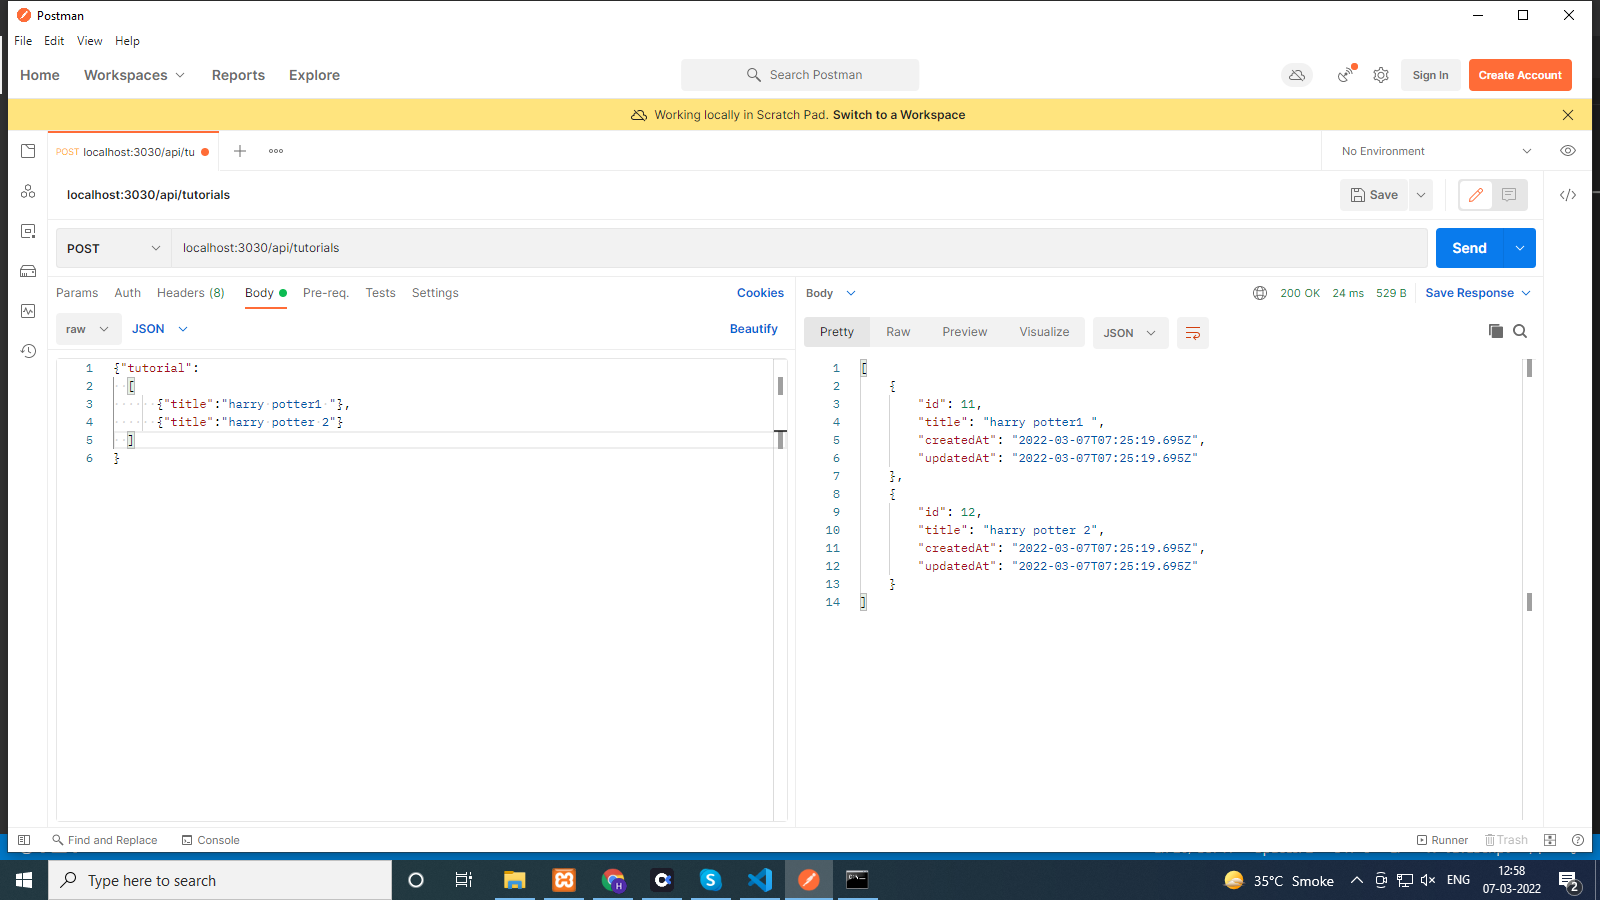 Postman
File Edit View Help
Home Workspaces Reports Explore
Search Postman
Sign In
Create Account
Working locally in Scratch Pad. Switch to a Workspace
POST localhost:3030/api/tu
No Environment
localhost:3030/api/tutorials
Save
POST
localhost:3030/api/tutorials
Send
Params Auth Headers (8) Body Pre-req. Tests Settings
Cookies
raw JSON
Beautify
1 {"tutorial":
2 [
3 {"title":"harry potter1 "},
4 {"title":"harry potter 2"}
5 ]
6 }
Body
200 OK 24 ms 529 B Save Response
Pretty Raw Preview Visualize JSON
1 [
2 {
3 "id": 11,
4 "title": "harry potter1 ",
5 "createdAt": "2022-03-07T07:25:19.695Z",
6 "updatedAt": "2022-03-07T07:25:19.695Z"
7 },
8 {
9 "id": 12,
10 "title": "harry potter 2",
11 "createdAt": "2022-03-07T07:25:19.695Z",
12 "updatedAt": "2022-03-07T07:25:19.695Z"
13 }
14 ]
Find and Replace Console
Runner Trash
Type here to search
H
35°C Smoke
ENG
12:58
07-03-2022
2